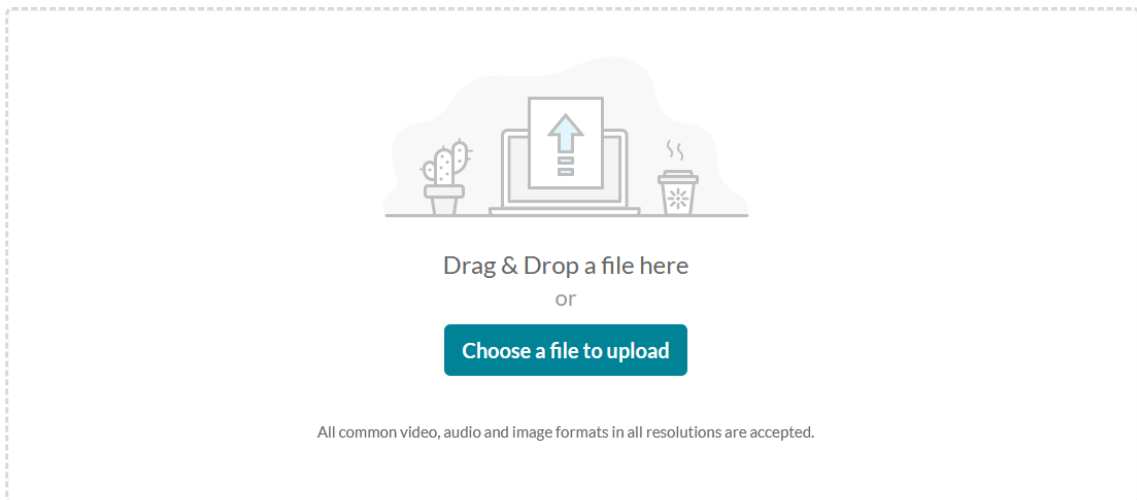 Drag & Drop a file here
or
Choose a file to upload
All common video, audio and image formats in all resolutions are accepted.